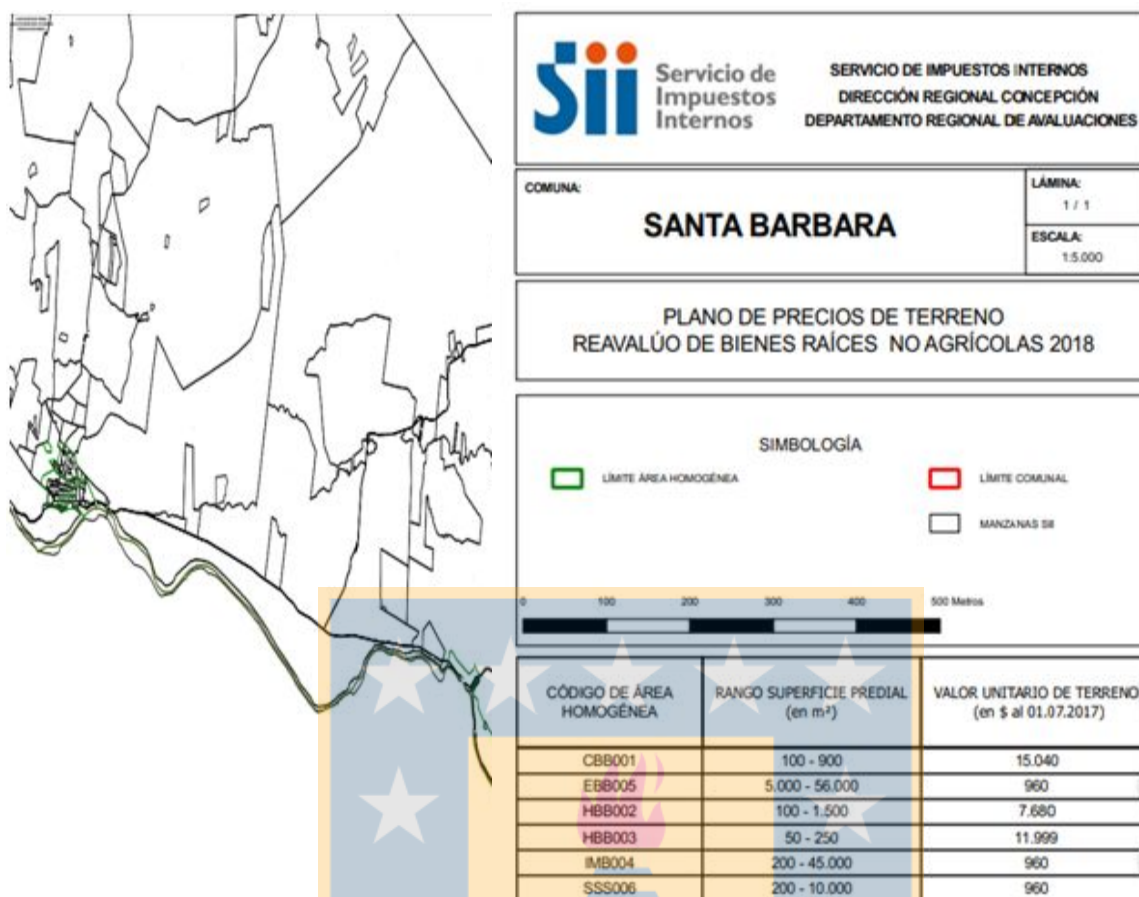 Sii
Servicio de
Impuestos
Internos
SERVICIO DE IMPUESTOS INTERNOS
DIRECCIÓN REGIONAL CONCEPCIÓN
DEPARTAMENTO REGIONAL DE AVALUACIONES
COMUNA:
SANTA BARBARA
LÁMINA:
1 / 1
ESCALA:
1:5.000
PLANO DE PRECIOS DE TERRENO
REAVALÚO DE BIENES RAÍCES NO AGRÍCOLAS 2018
SIMBOLOGÍA
LÍMITE ÁREA HOMOGÉNEA
LÍMITE COMUNAL
MANZANAS SII
0 100 200 300 400 500 Metros
CÓDIGO DE ÁREA HOMOGÉNEA RANGO SUPERFICIE PREDIAL (en m²) VALOR UNITARIO DE TERRENO (en $ al 01.07.2017)
CBB001 100 - 900 15.040
EBB005 5.000 - 56.000 960
HBB002 100 - 1.500 7.680
HBB003 50 - 250 11.999
IMB004 200 - 45.000 960
SSS006 200 - 10.000 960